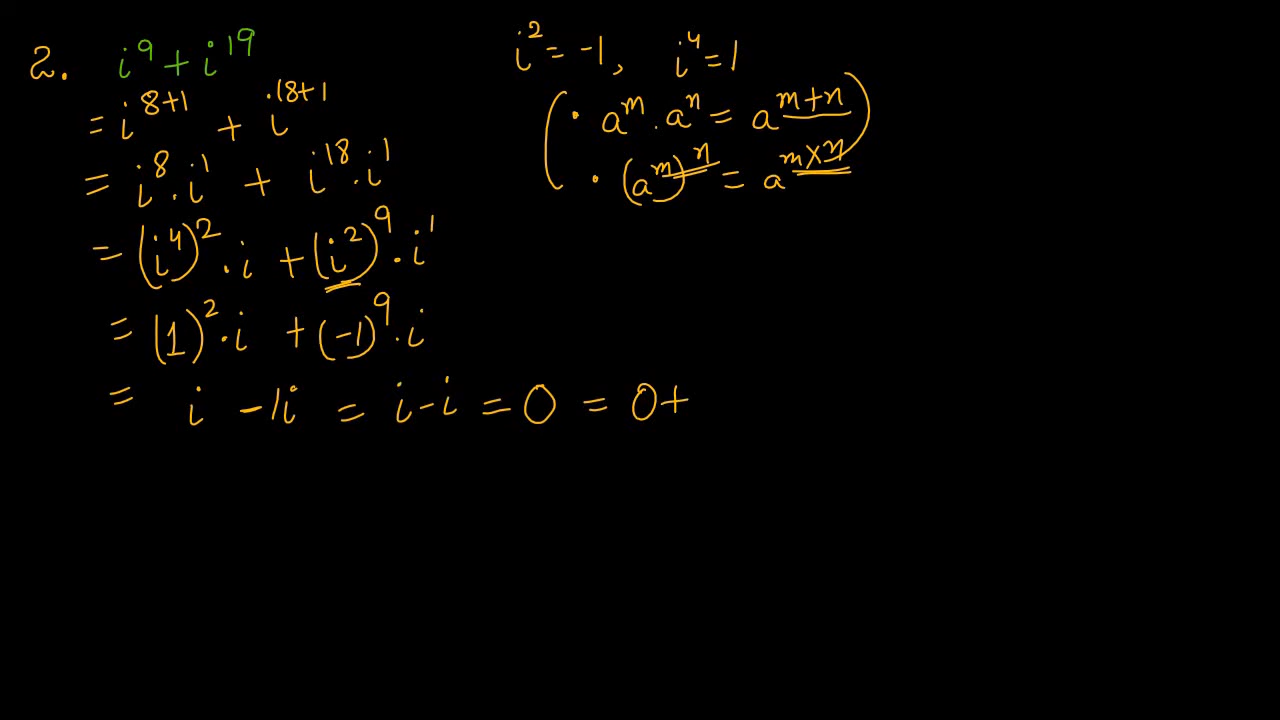 2. i^9 + i^19
= i^{8+1} + i^{18+1}
= i^8 . i^1 + i^18 . i^1
= (i^4)^2 . i + (i^2)^9 . i^1
= (1)^2 . i + (-1)^9 . i
= i - 1i = i - i = 0 = 0+
i^2 = -1, i^4 = 1
( . a^m . a^n = a^{m+n} )
. (a^m)^n = a^{m×n}